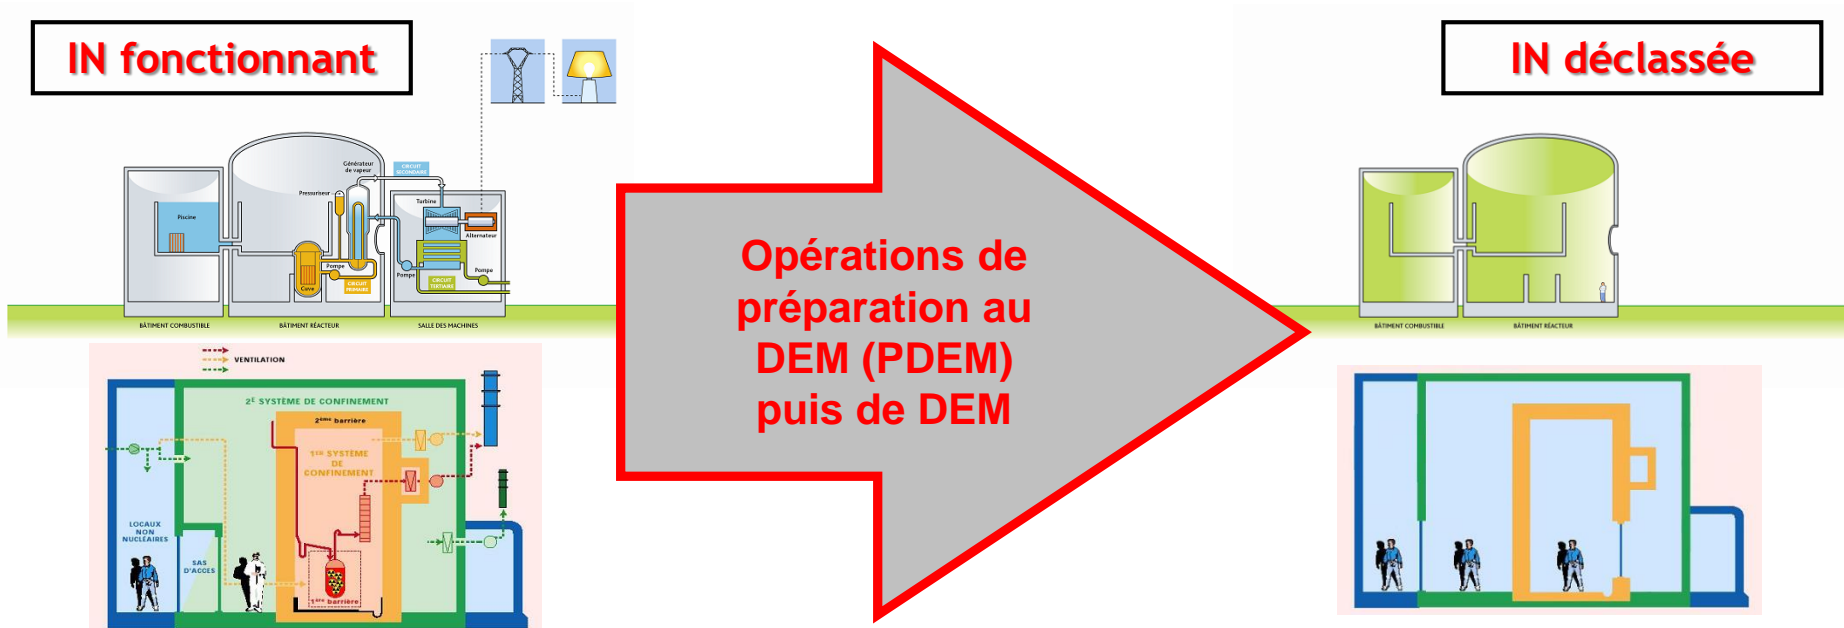 IN fonctionnant
Générateur
de vapeur
CIRCUIT
SECONDAIRE
Pressuriseur
Turbine
Piscine
Alternateur
Pompe
Pompe
Pompe
CIRCUIT
PRIMAIRE
CIRCUIT
TERTIAIRE
Cuve
BÂTIMENT COMBUSTIBLE
BÂTIMENT RÉACTEUR
SALLE DES MACHINES
VENTILATION
2E SYSTÈME DE CONFINEMENT
2ème barrière
1ER SYSTÈME
DE
CONFINEMENT
LOCAUX
NON
NUCLÉAIRES
SAS
D'ACCES
1ère barrière
Opérations de
préparation au
DEM (PDEM)
puis de DEM
IN déclassée
BÂTIMENT COMBUSTIBLE
BÂTIMENT RÉACTEUR